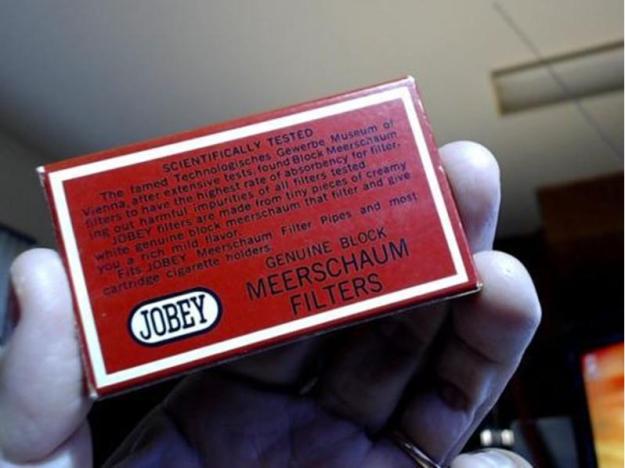 SCIENTIFICALLY TESTED
The famed Technologisches Gewerbe Museum of
Vienna, after extensive tests, found Block Meerschaum
filters to have the highest rate of absorbency for filter-
ing out harmful impurities of all filters tested
JOBEY filters are made from tiny pieces of creamy
white genuine block meerschaum that filter and give
you a rich mild flavor.
Fits JOBEY Meerschaum Filter Pipes and most
cartridge cigarette holders.
GENUINE BLOCK
MEERSCHAUM
FILTERS
JOBEY